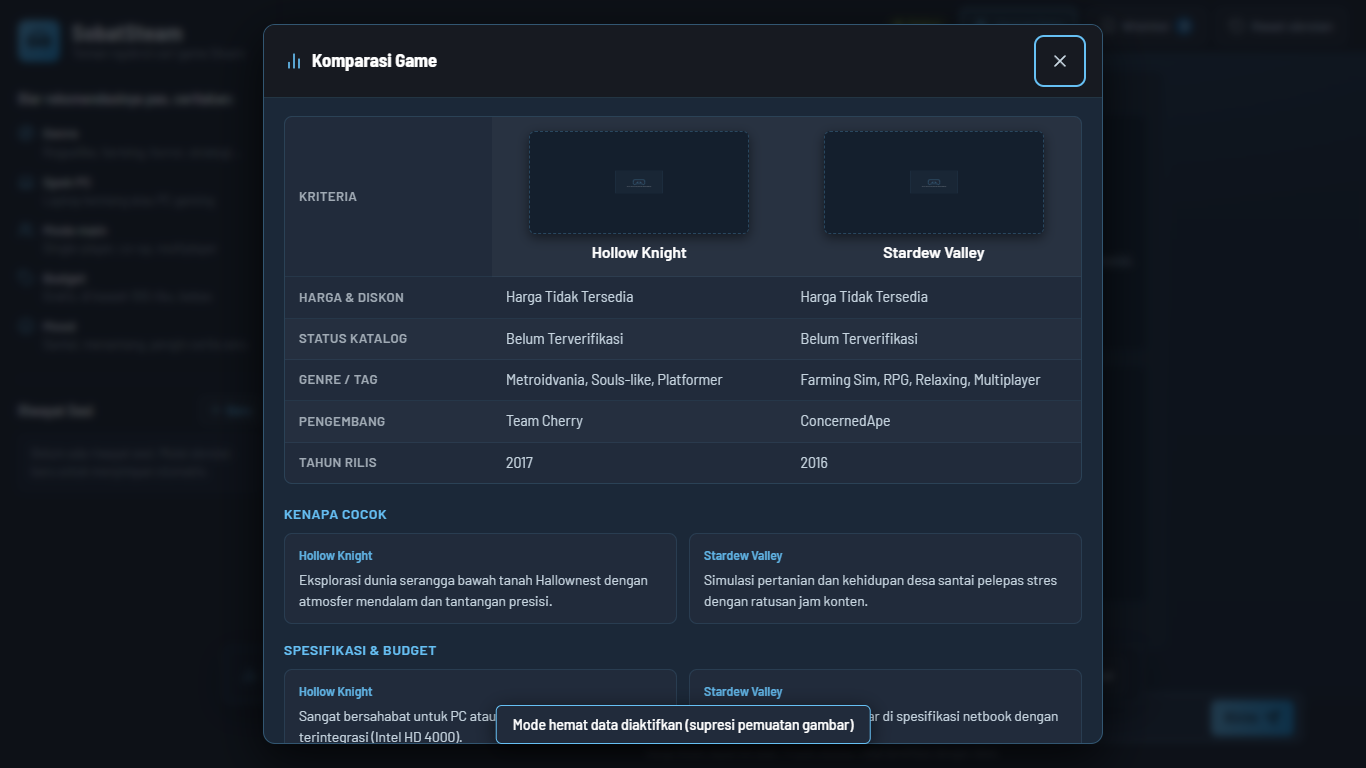 SobatSteam
Komparasi Game
KRITERIA
Hollow Knight
Stardew Valley
HARGA & DISKON
Harga Tidak Tersedia
Harga Tidak Tersedia
STATUS KATALOG
Belum Terverifikasi
Belum Terverifikasi
GENRE / TAG
Metroidvania, Souls-like, Platformer
Farming Sim, RPG, Relaxing, Multiplayer
PENGEMBANG
Team Cherry
ConcernedApe
TAHUN RILIS
2017
2016
KENAPA COCOK
Hollow Knight
Eksplorasi dunia serangga bawah tanah Hallownest dengan
atmosfer mendalam dan tantangan presisi.
Stardew Valley
Simulasi pertanian dan kehidupan desa santai pelepas stres
dengan ratusan jam konten.
SPESIFIKASI & BUDGET
Hollow Knight
Sangat bersahabat untuk PC atau
terintegrasi (Intel HD 4000).
Stardew Valley
di spesifikasi netbook dengan
Mode hemat data diaktifkan (supresi pemuatan gambar)